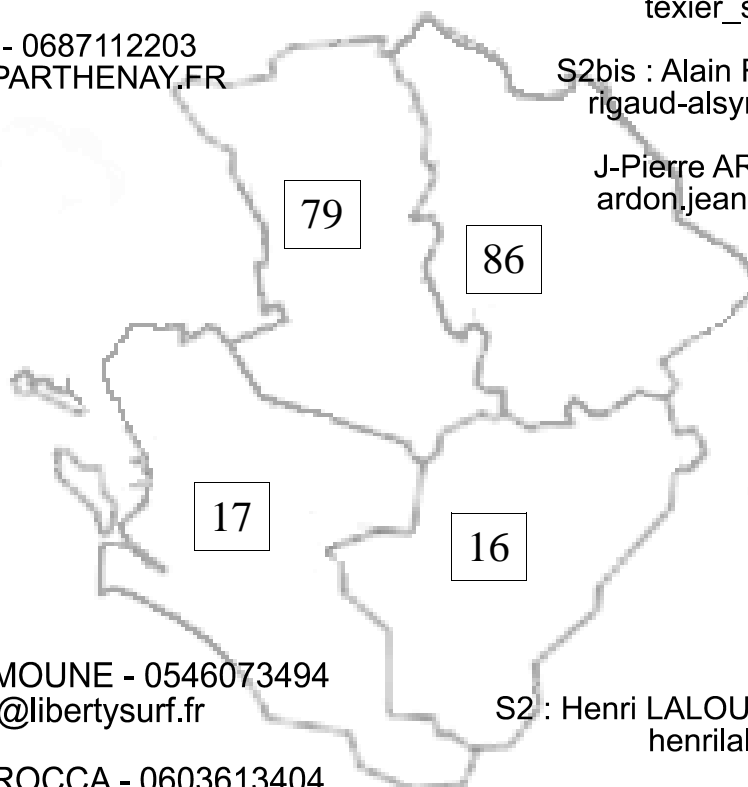 texier_s
- 0687112203
PARTHENAY.FR
S2bis : Alain
rigaud-alsy
J-Pierre AR
ardon.jean
79
86
17
16
MOUNE - 0546073494
@libertysurf.fr
S2 : Henri LALOU
henrilal
ROCCA - 0603613404